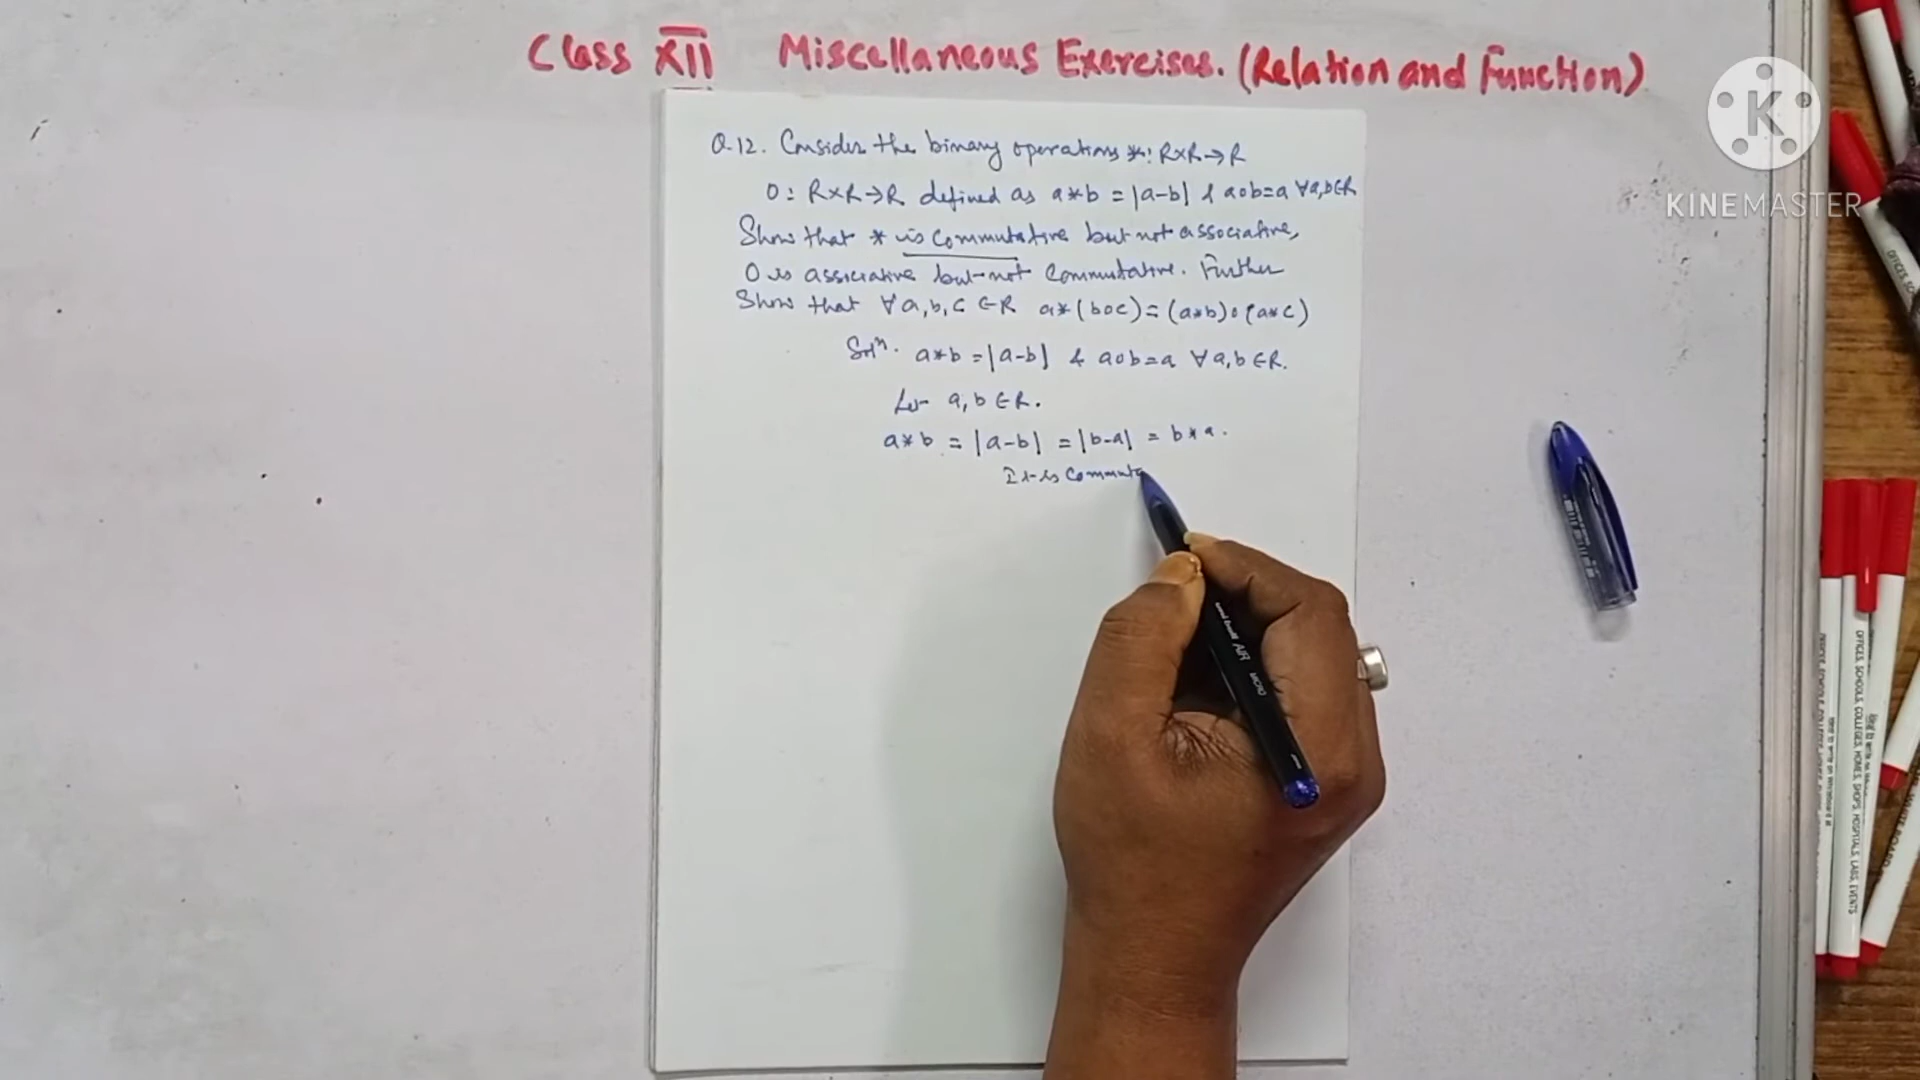 Class XII Miscellaneous Exercises. (Relation and Function)
K
KINEMASTER
Q.12. Consider the binary operations *: R×R→R
O: R×R→R defined as a*b = |a-b| & aob=a ∀a,b∈R
Show that * is commutative but not associative,
O is associative but not commutative. Further
Show that ∀ a,b,c ∈ R a*(boc) = (a*b)o(a*c)
Solⁿ. a*b = |a-b| & aob=a ∀ a,b∈R.
Let a,b ∈ R.
a*b = |a-b| = |b-a| = b*a.
It is Commuta
AIR
MICRO